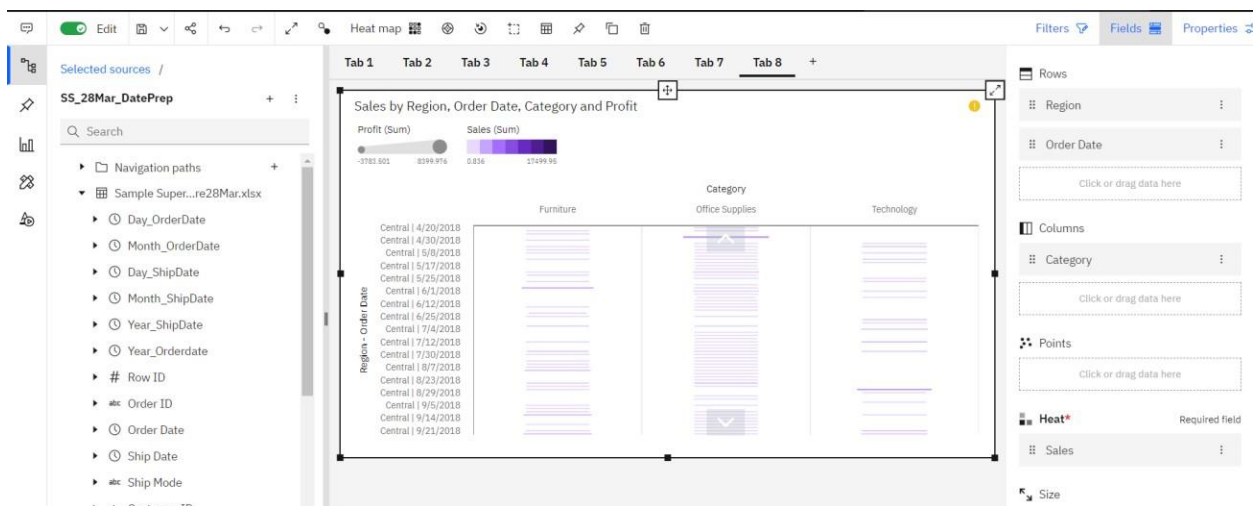 Edit
Heat map
Filters
Fields
Properties
Selected sources /
SS_28Mar_DatePrep
Search
Navigation paths
Sample Super...re28Mar.xlsx
Day_OrderDate
Month_OrderDate
Day_ShipDate
Month_ShipDate
Year_ShipDate
Year_Orderdate
# Row ID
abc Order ID
Order Date
Ship Date
abc Ship Mode
Tab 1 Tab 2 Tab 3 Tab 4 Tab 5 Tab 6 Tab 7 Tab 8 +
Sales by Region, Order Date, Category and Profit
Profit (Sum) Sales (Sum)
-3783.501 8399.976 0.836 17499.95
Category
Furniture Office Supplies Technology
Region - Order Date
Central | 4/20/2018
Central | 4/30/2018
Central | 5/8/2018
Central | 5/17/2018
Central | 5/25/2018
Central | 6/1/2018
Central | 6/12/2018
Central | 6/25/2018
Central | 7/4/2018
Central | 7/12/2018
Central | 7/30/2018
Central | 8/7/2018
Central | 8/23/2018
Central | 8/29/2018
Central | 9/5/2018
Central | 9/14/2018
Central | 9/21/2018
Rows
Region
Order Date
Click or drag data here
Columns
Category
Click or drag data here
Points
Click or drag data here
Heat* Required field
Sales
Size